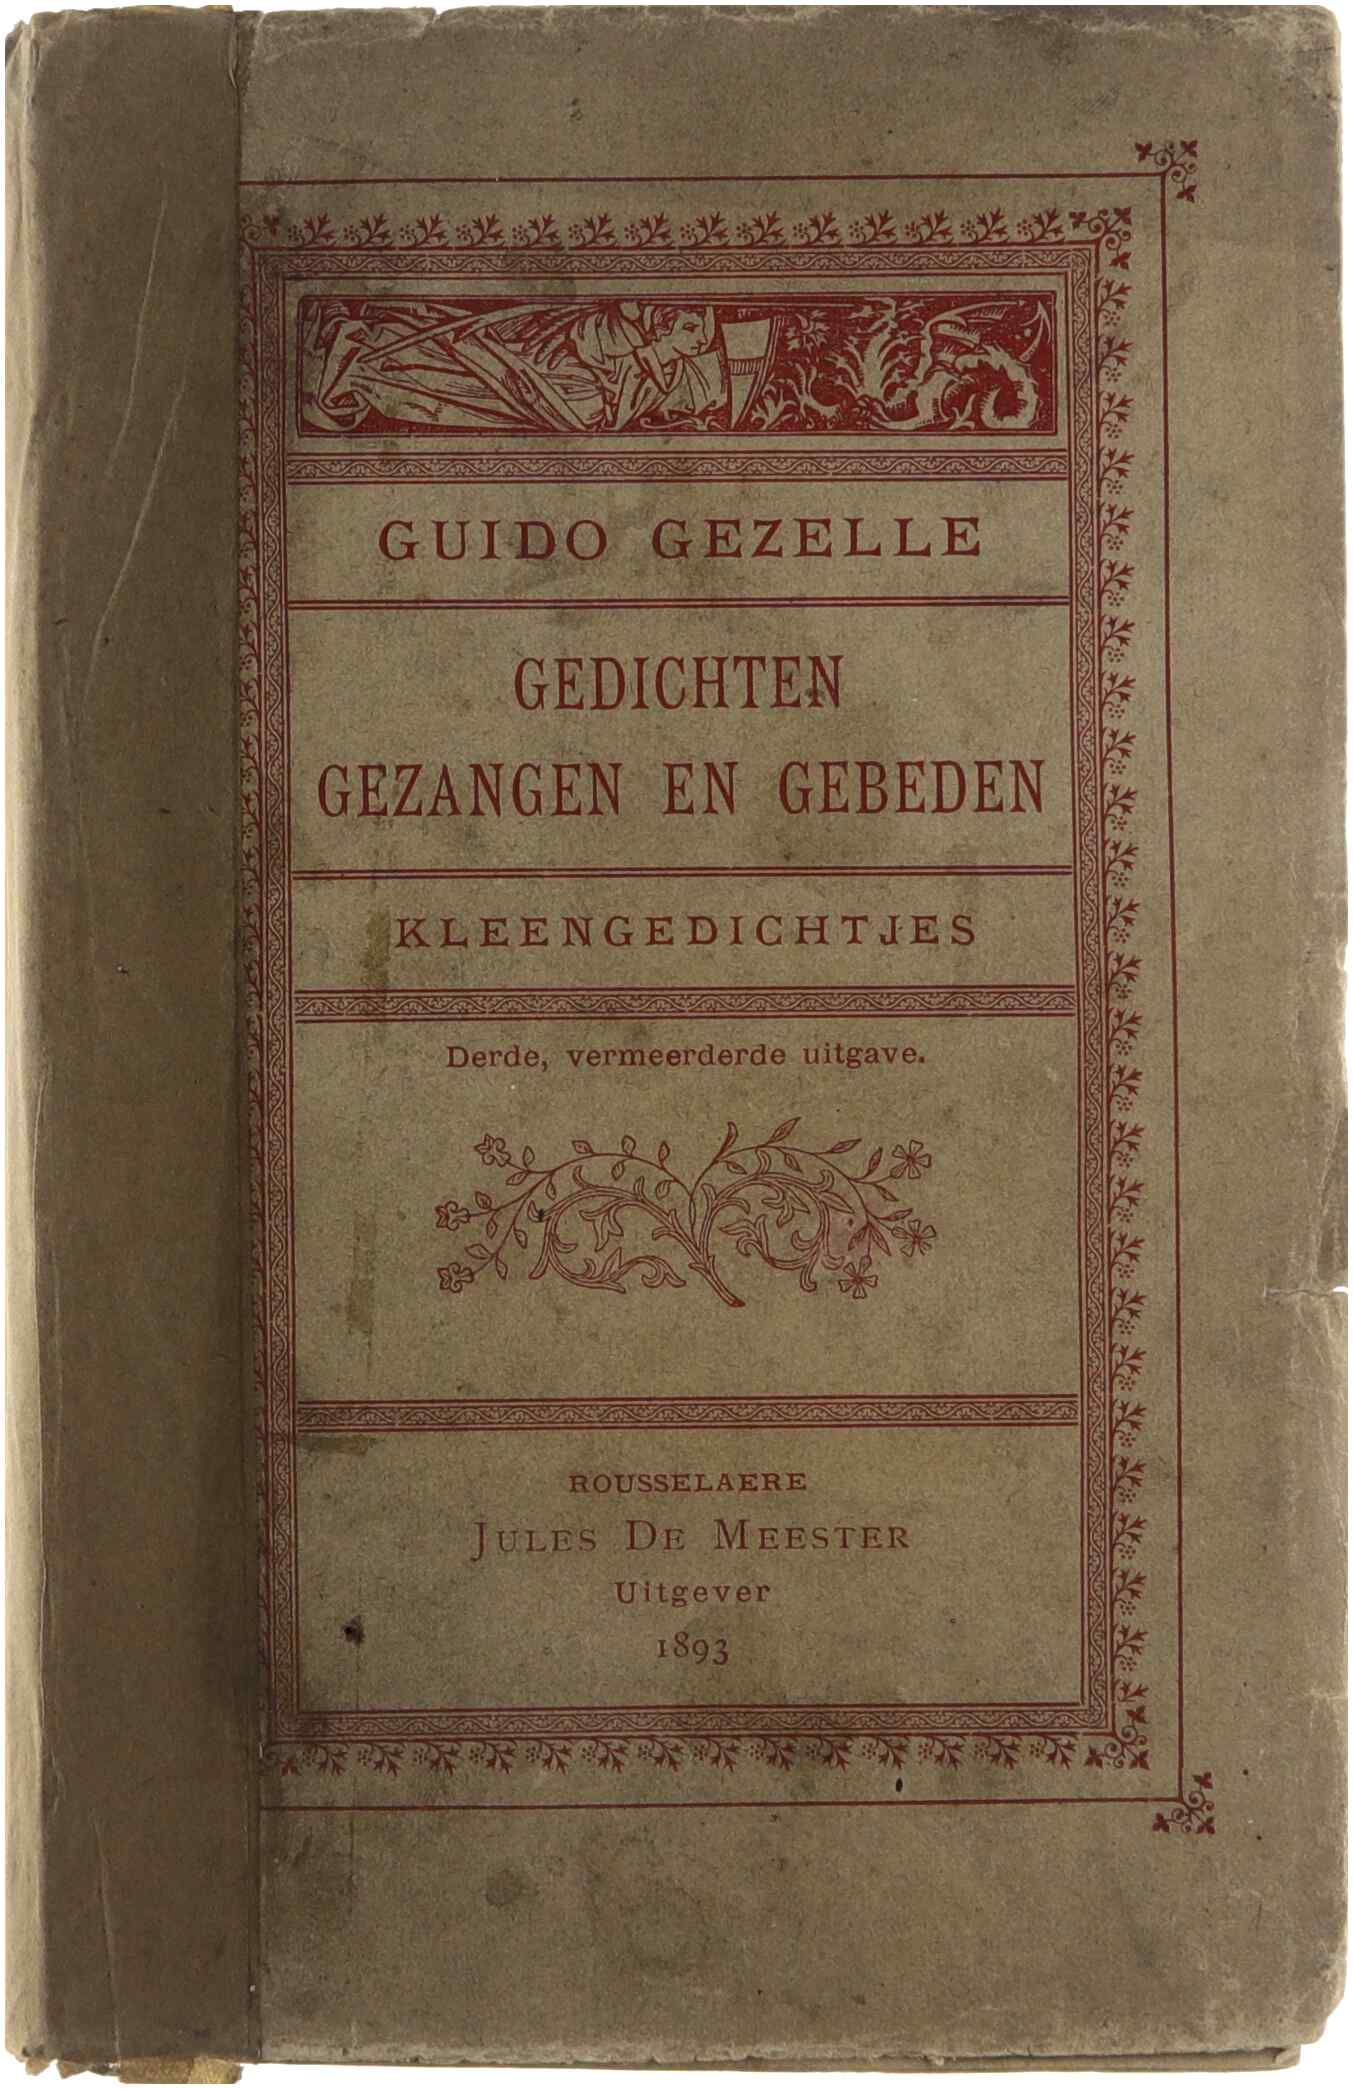 GUIDO GEZELLE
GEDICHTEN
GEZANGEN EN GEBEDEN
KLEENGEDICHTJES
Derde, vermeerderde uitgave.
ROUSSELAERE
JULES DE MEESTER
Uitgever
1893